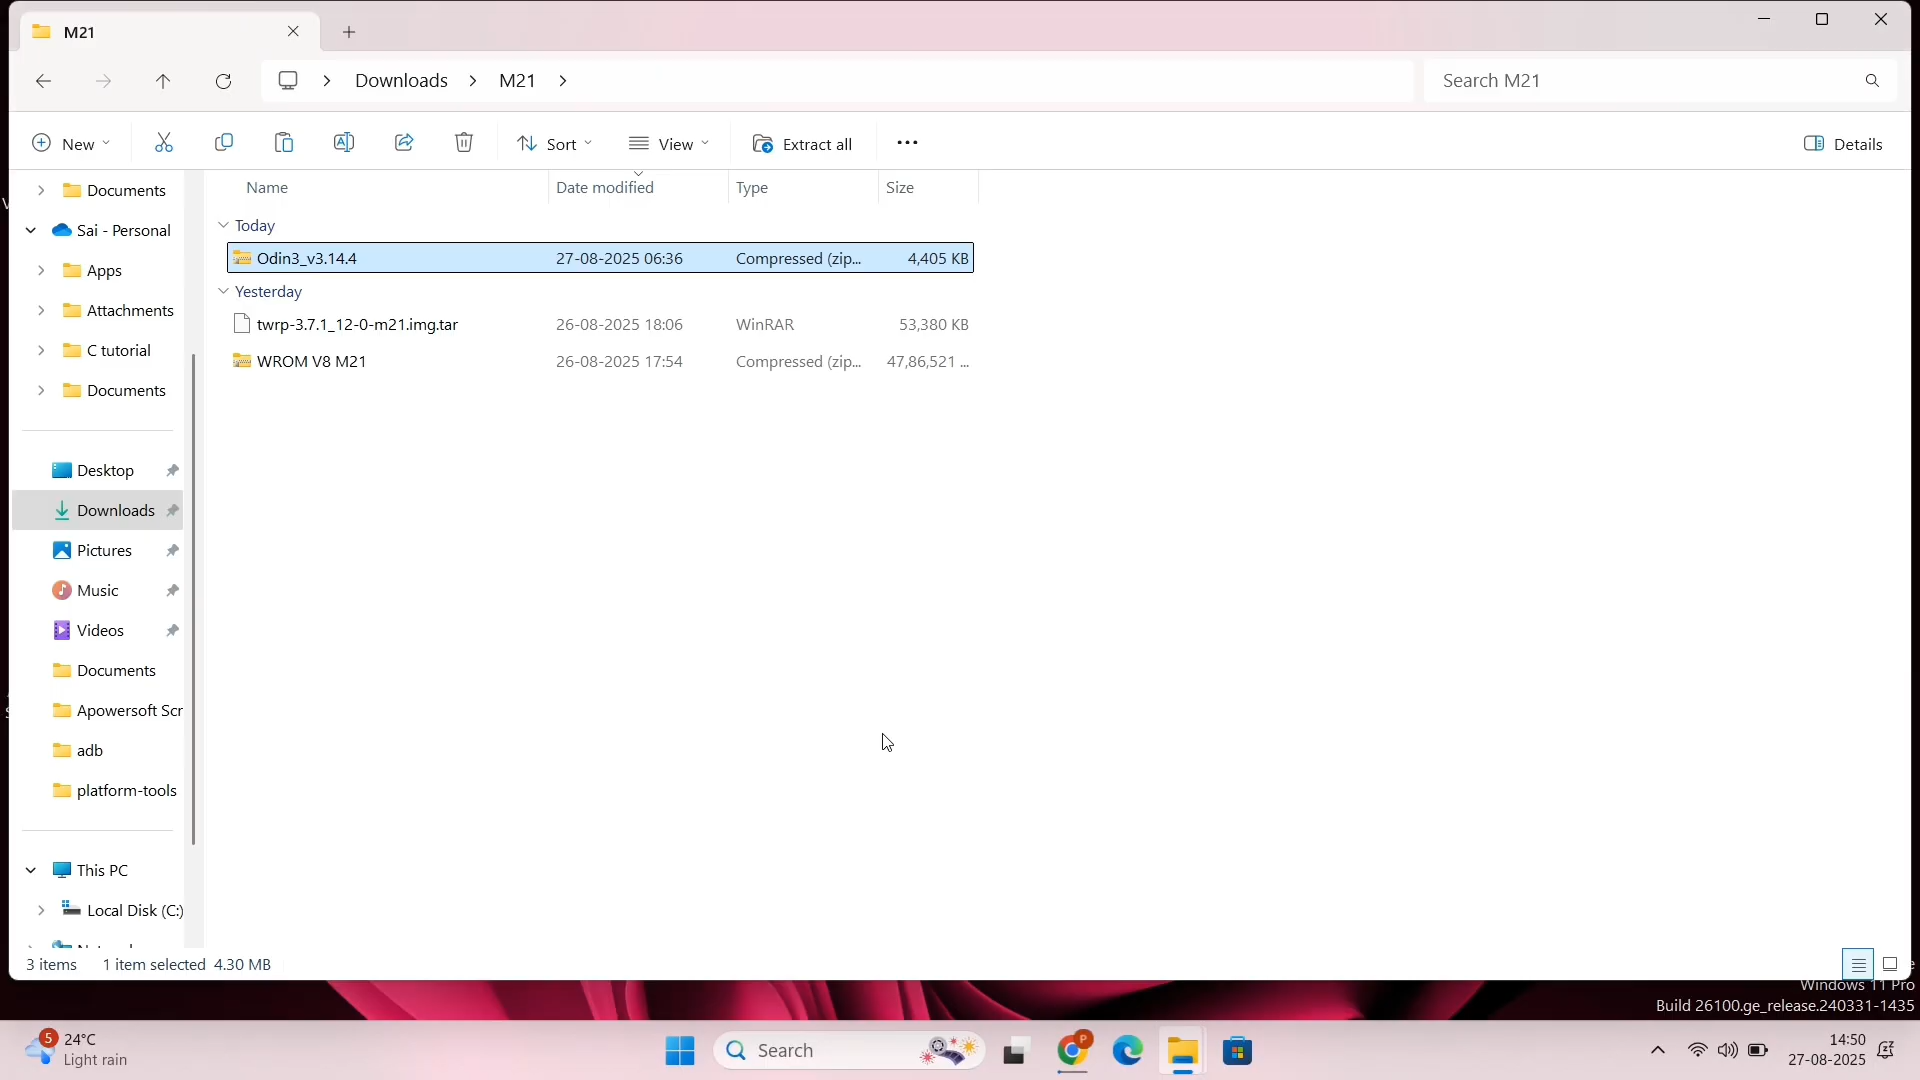 M21
Downloads
M21
Search M21
New
Sort
View
Extract all
Details
Name
Date modified
Type
Size
Documents
Sai - Personal
Apps
Attachments
C tutorial
Documents
Desktop
Downloads
Pictures
Music
Videos
Documents
Apowersoft Scr
adb
platform-tools
This PC
Local Disk (C:)
Today
Odin3_v3.14.4 27-08-2025 06:36 Compressed (zip... 4,405 KB
Yesterday
twrp-3.7.1_12-0-m21.img.tar 26-08-2025 18:06 WinRAR 53,380 KB
WROM V8 M21 26-08-2025 17:54 Compressed (zip... 47,86,521 ...
3 items 1 item selected 4.30 MB
Windows 11 Pro
Build 26100.ge_release.240331-1435
5
24°C
Light rain
Search
P
14:50
27-08-2025